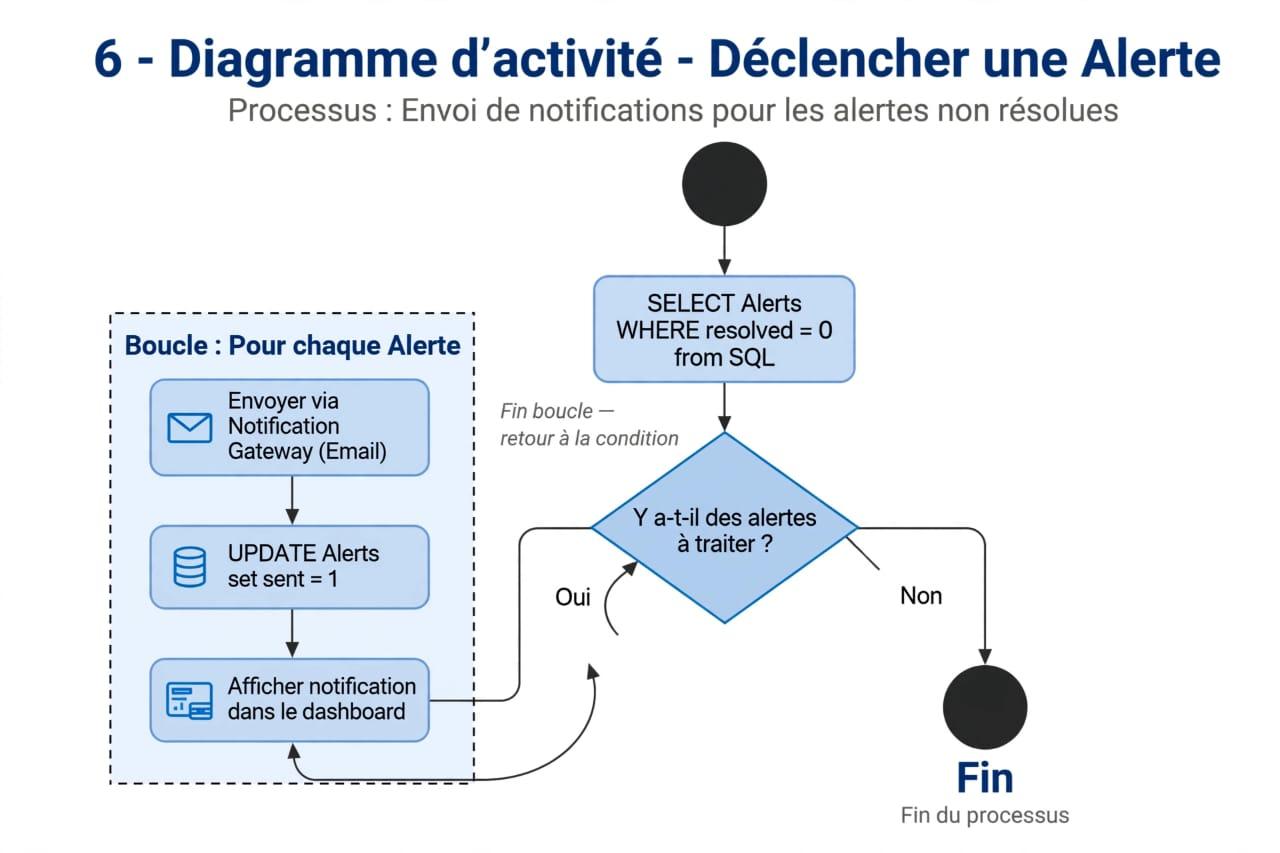 6 - Diagramme d’activité - Déclencher une Alerte
Processus : Envoi de notifications pour les alertes non résolues
SELECT Alerts
WHERE resolved = 0
from SQL
Boucle : Pour chaque Alerte
Envoyer via
Notification
Gateway (Email)
UPDATE Alerts
set sent = 1
Afficher notification
dans le dashboard
Fin boucle —
retour à la condition
Y a-t-il des alertes
à traiter ?
Oui
Non
Fin
Fin du processus